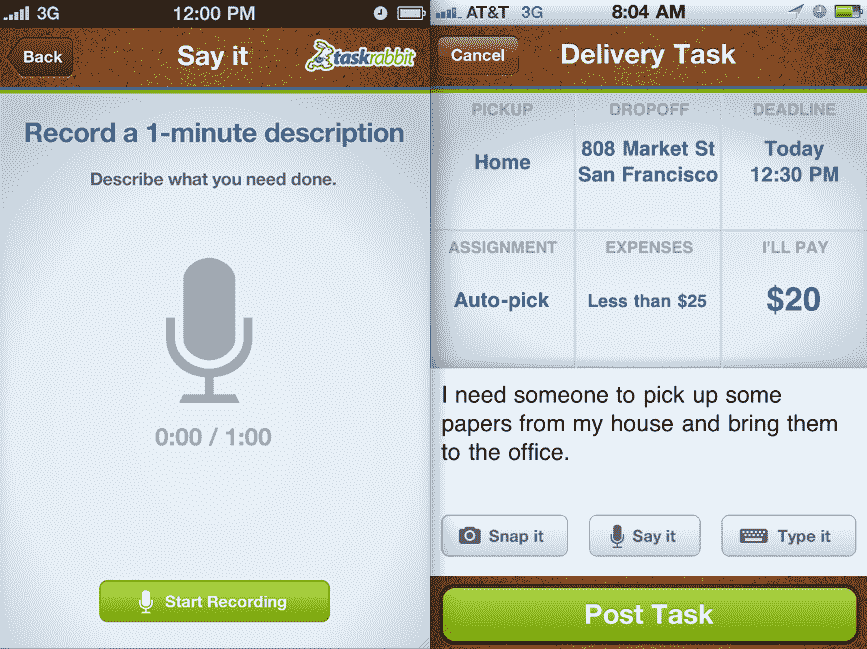 3G 12:00 PM
Back
Say it
taskrabbit
Record a 1-minute description
Describe what you need done.
0:00 / 1:00
Start Recording
AT&T 3G 8:04 AM
Cancel
Delivery Task
PICKUP
Home
DROPOFF
808 Market St
San Francisco
DEADLINE
Today
12:30 PM
ASSIGNMENT
Auto-pick
EXPENSES
Less than $25
I'LL PAY
$20
I need someone to pick up some
papers from my house and bring them
to the office.
Snap it
Say it
Type it
Post Task